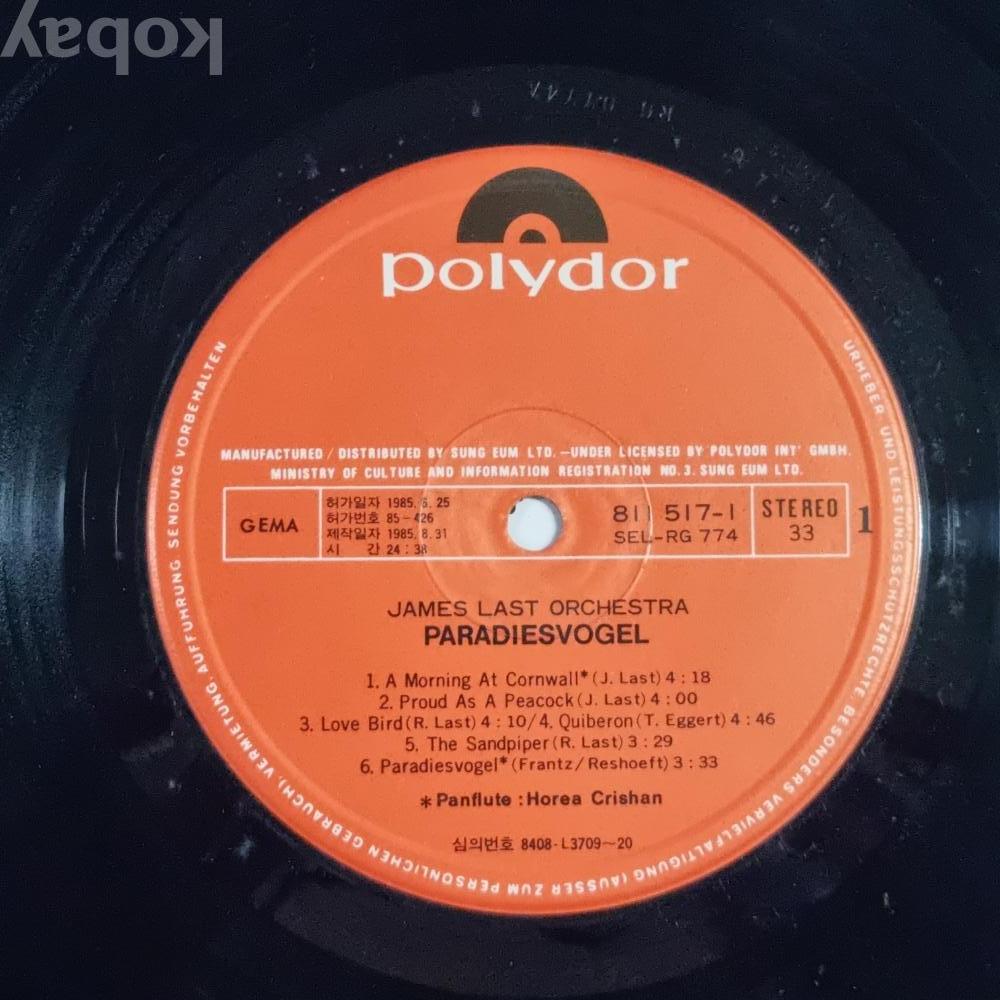 kobay
polydor
MANUFACTURED / DISTRIBUTED BY SUNG EUM LTD. —UNDER LICENSED BY POLYDOR INT' GMBH.
MINISTRY OF CULTURE AND INFORMATION REGISTRATION NO. 3. SUNG EUM LTD.
GEMA
허가일자 1985. 6. 25
허가번호 85-426
제작일자 1985. 8. 31
시 간 24 : 38
811 517-1
SEL-RG 774
STEREO
33
1
JAMES LAST ORCHESTRA
PARADIESVOGEL
1. A Morning At Cornwall* (J. Last) 4 : 18
2. Proud As A Peacock (J. Last) 4 : 00
3. Love Bird (R. Last) 4 : 10/4. Quiberon (T. Eggert) 4 : 46
5. The Sandpiper (R. Last) 3 : 29
6. Paradiesvogel* (Frantz/Reshoeft) 3 : 33
* Panflute : Horea Crishan
심의번호 8408-L3709~20
URHEBER UND LEISTUNGSSCHUTZRECHTE, BESONDERS VERVIELFALTIGUNG (AUSSER ZUM PERSONLICHEN GEBRAUCH), VERMIETUNG, AUFFUHRUNG SENDUNG VORBEHALTEN